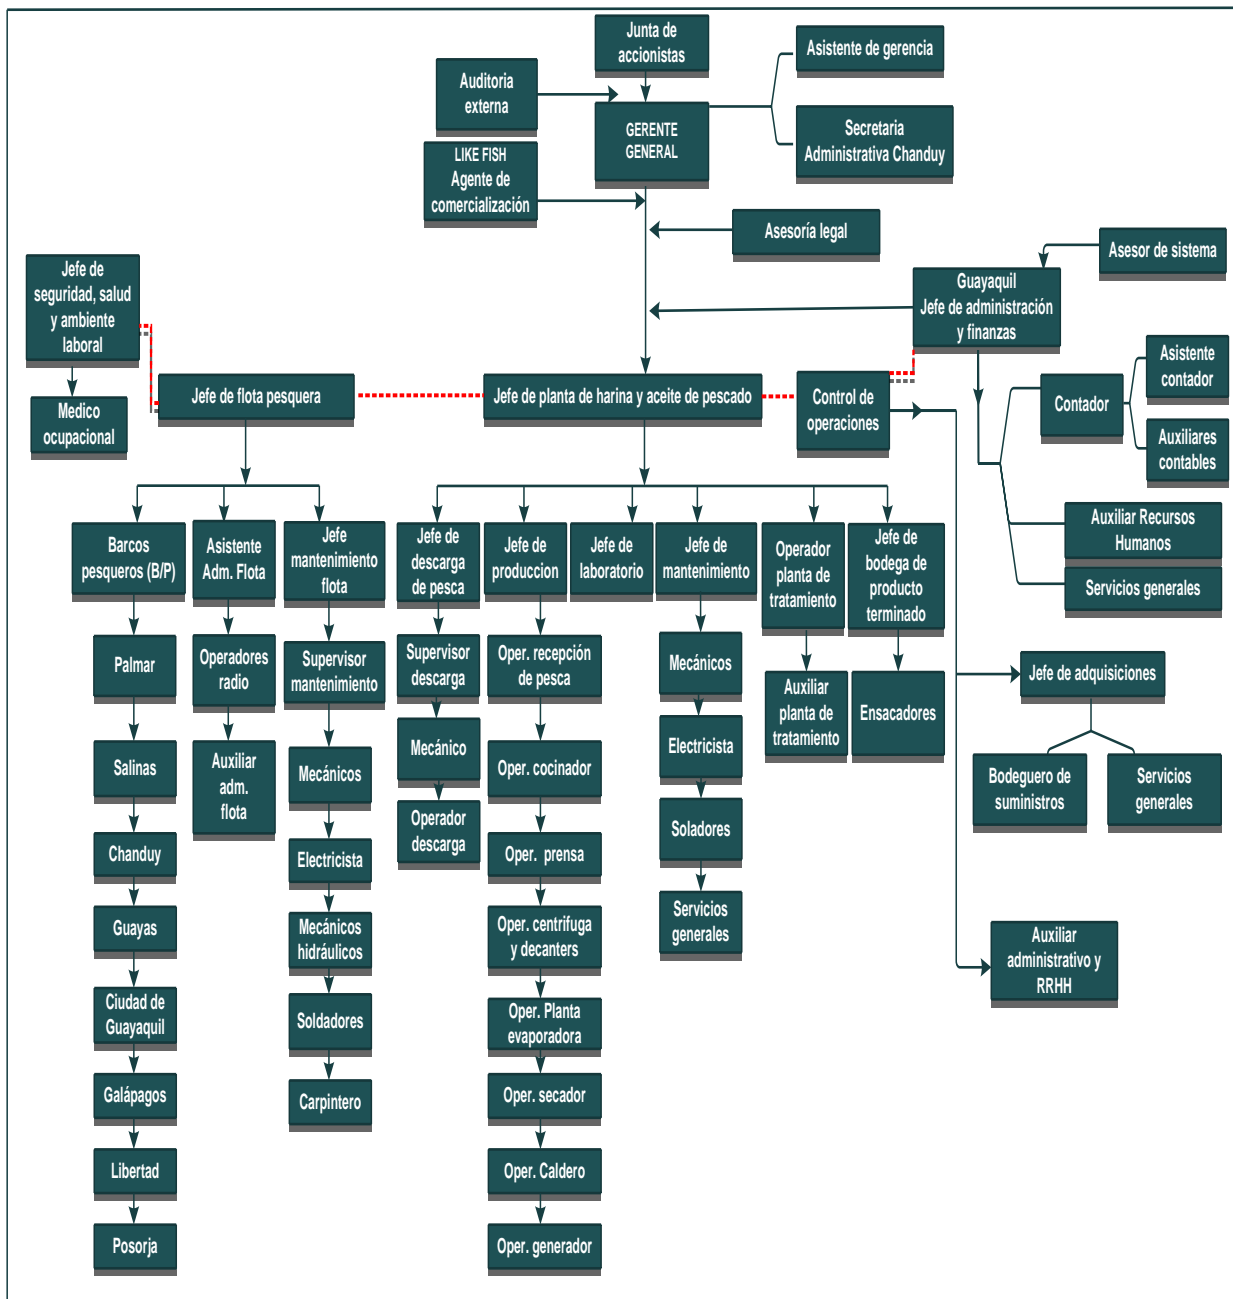 Junta de
accionistas
Asistente de gerencia
Auditoria
externa
GERENTE
GENERAL
Secretaria
Administrativa Chanduy
LIKE FISH
Agente de
comercialización
Asesoría legal
Asesor de sistema
Jefe de
seguridad, salud
y ambiente
laboral
Guayaquil
Jefe de administración
y finanzas
Medico
ocupacional
Jefe de flota pesquera
Jefe de planta de harina y aceite de pescado
Control de
operaciones
Contador
Asistente
contador
Auxiliares
contables
Auxiliar Recursos
Humanos
Servicios generales
Barcos
pesqueros (B/P)
Asistente
Adm. Flota
Jefe
mantenimiento
flota
Jefe de
descarga
de pesca
Jefe de
produccion
Jefe de
laboratorio
Jefe de
mantenimiento
Operador
planta de
tratamiento
Jefe de
bodega de
producto
terminado
Palmar
Salinas
Chanduy
Guayas
Ciudad de
Guayaquil
Galápagos
Libertad
Posorja
Operadores
radio
Auxiliar
adm.
flota
Supervisor
mantenimiento
Mecánicos
Electricista
Mecánicos
hidráulicos
Soldadores
Carpintero
Supervisor
descarga
Mecánico
Operador
descarga
Oper. recepción
de pesca
Oper. cocinador
Oper. prensa
Oper. centrifuga
y decanters
Oper. Planta
evaporadora
Oper. secador
Oper. Caldero
Oper. generador
Mecánicos
Electricista
Soladores
Servicios
generales
Auxiliar
planta de
tratamiento
Ensacadores
Jefe de adquisiciones
Bodeguero de
suministros
Servicios
generales
Auxiliar
administrativo y
RRHH